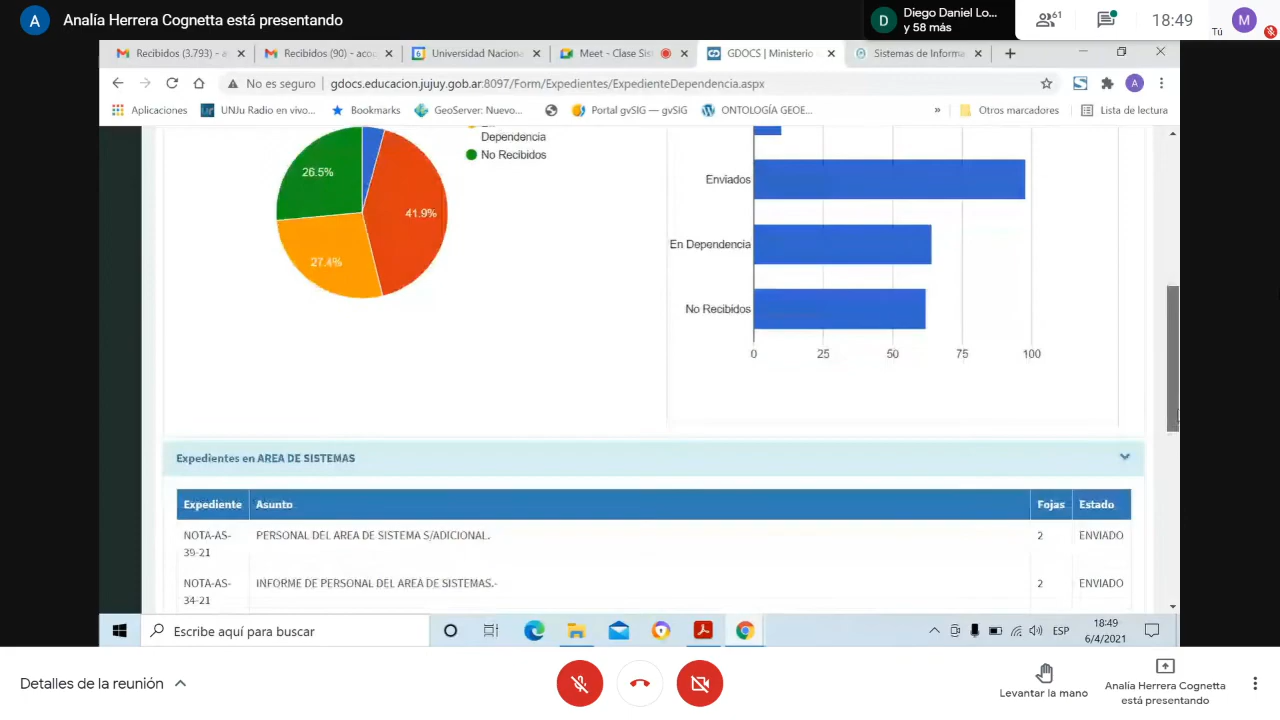 A Analía Herrera Cognetta está presentando
D Diego Daniel Lo... y 58 más
61
18:49
Tú
M
Recibidos (3.793) - a
Recibidos (90) - acoc
Universidad Naciona
Meet - Clase Sis
GDOCS | Ministerio
Sistemas de Informa
No es seguro | gdocs.educacion.jujuy.gob.ar:8097/Form/Expedientes/ExpedienteDependencia.aspx
A
Aplicaciones
UNJu Radio en vivo...
Bookmarks
GeoServer: Nuevo...
Portal gvSIG — gvSIG
ONTOLOGÍA GEOE...
»
Otros marcadores
Lista de lectura
Dependencia
No Recibidos
26.5%
41.9%
27.4%
Enviados
En Dependencia
No Recibidos
0 25 50 75 100
Expedientes en AREA DE SISTEMAS
Expediente Asunto Fojas Estado
NOTA-AS-39-21 PERSONAL DEL AREA DE SISTEMA S/ADICIONAL. 2 ENVIADO
NOTA-AS-34-21 INFORME DE PERSONAL DEL AREA DE SISTEMAS.- 2 ENVIADO
Escribe aquí para buscar
ESP
18:49
6/4/2021
Detalles de la reunión
Levantar la mano
Analía Herrera Cognetta
está presentando